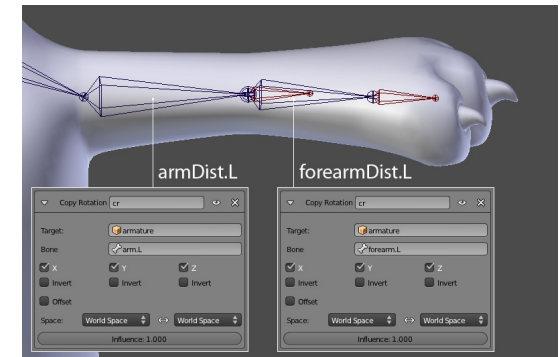 armDist.L
forearmDist.L
Copy Rotation cr
Target: armature
Bone arm.L
X Y Z
Invert Invert Invert
Offset
Space: World Space World Space
Influence: 1.000
Copy Rotation cr
Target: armature
Bone forearm.L
X Y Z
Invert Invert Invert
Offset
Space: World Space World Space
Influence: 1.000